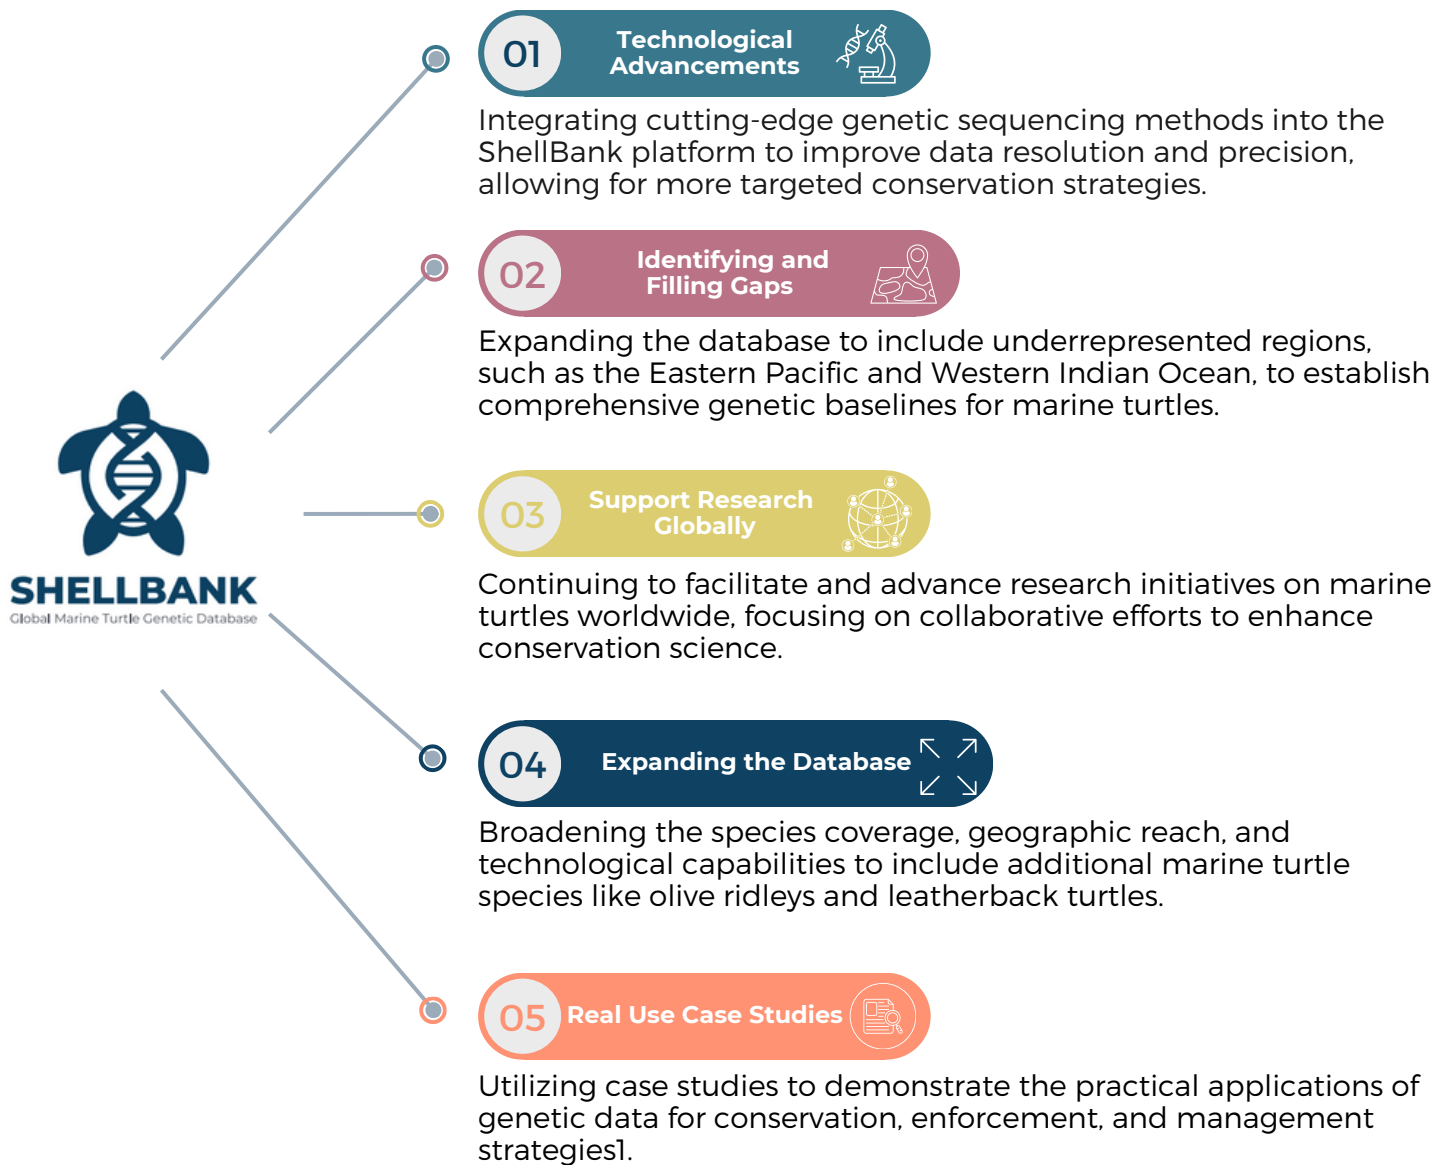 01
Technological
Advancements
Integrating cutting-edge genetic sequencing methods into the
ShellBank platform to improve data resolution and precision,
allowing for more targeted conservation strategies.
02
Identifying and
Filling Gaps
Expanding the database to include underrepresented regions,
such as the Eastern Pacific and Western Indian Ocean, to establish
comprehensive genetic baselines for marine turtles.
SHELLBANK
Global Marine Turtle Genetic Database
03
Support Research
Globally
Continuing to facilitate and advance research initiatives on marine
turtles worldwide, focusing on collaborative efforts to enhance
conservation science.
04
Expanding the Database
Broadening the species coverage, geographic reach, and
technological capabilities to include additional marine turtle
species like olive ridleys and leatherback turtles.
05
Real Use Case Studies
Utilizing case studies to demonstrate the practical applications of
genetic data for conservation, enforcement, and management
strategies1.